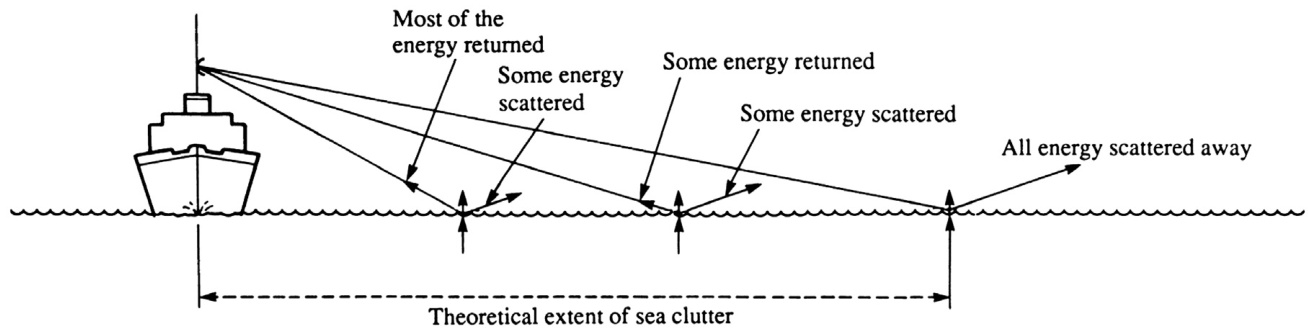 Most of the
energy returned
Some energy
scattered
Some energy returned
Some energy scattered
All energy scattered away
Theoretical extent of sea clutter